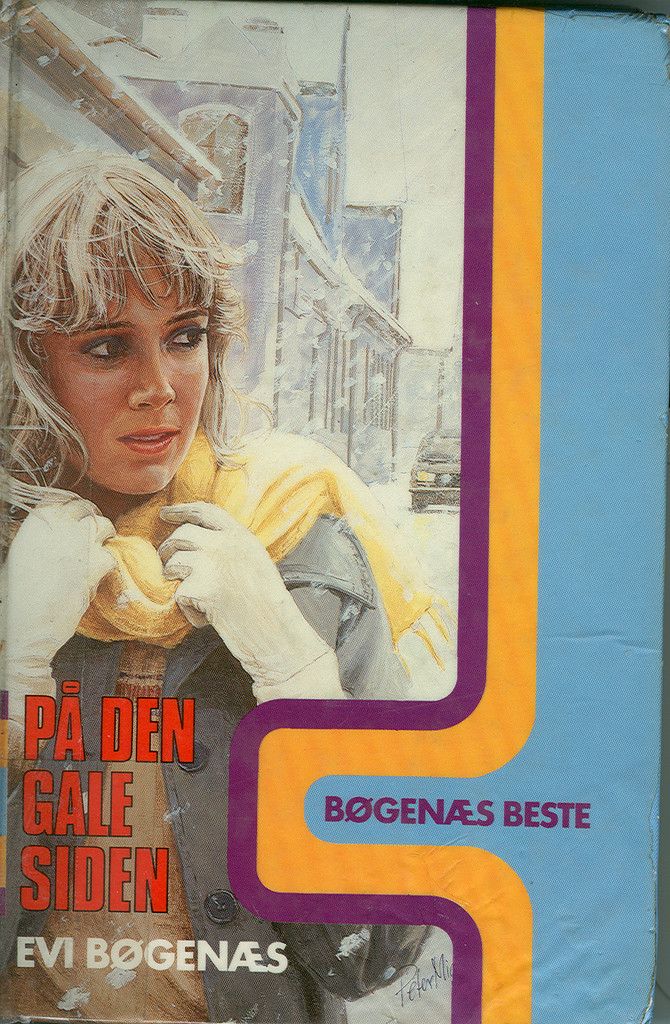 PÅ DEN
GALE
SIDEN
EVI BØGENÆS
BØGENÆS BESTE